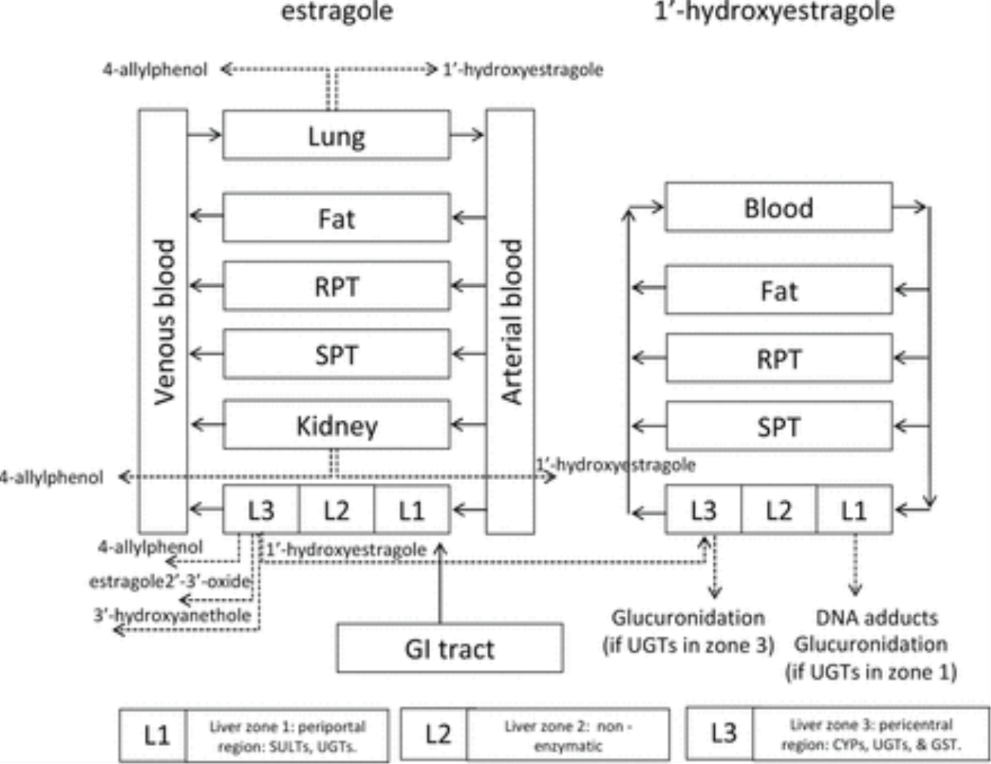 estragole
1′-hydroxyestragole
4-allylphenol
1′-hydroxyestragole
Lung
Fat
RPT
SPT
Kidney
Venous blood
Arterial blood
4-allylphenol
1′-hydroxyestragole
L3
L2
L1
4-allylphenol
1′-hydroxyestragole
estragole2′-3′-oxide
3′-hydroxyanethole
GI tract
Blood
Fat
RPT
SPT
L3
L2
L1
Glucuronidation
(if UGTs in zone 3)
DNA adducts
Glucuronidation
(if UGTs in zone 1)
L1
Liver zone 1: periportal
region: SULTs, UGTs.
L2
Liver zone 2: non -
enzymatic
L3
Liver zone 3: pericentral
region: CYPs, UGTs, & GST.